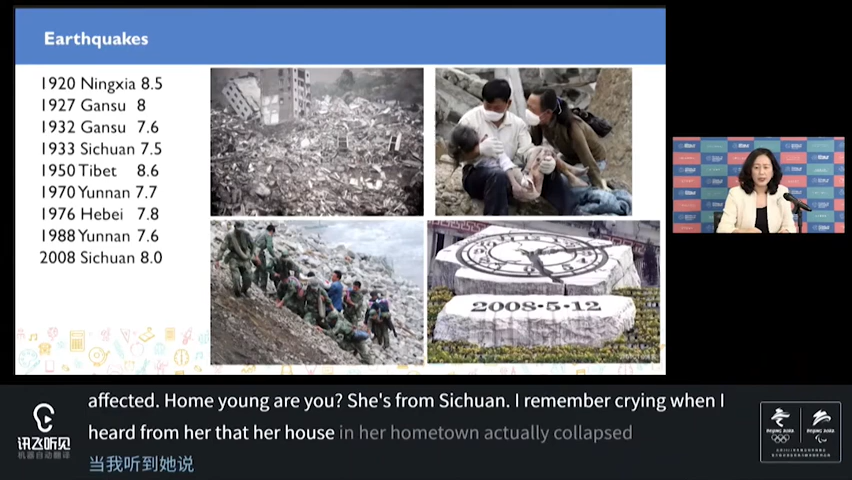 Earthquakes
1920 Ningxia 8.5
1927 Gansu 8
1932 Gansu 7.6
1933 Sichuan 7.5
1950 Tibet 8.6
1970 Yunnan 7.7
1976 Hebei 7.8
1988 Yunnan 7.6
2008 Sichuan 8.0
2008·5·12
affected. Home young are you? She's from Sichuan. I remember crying when I
heard from her that her house in her hometown actually collapsed
当我听到她说
讯飞听见
机器自动翻译
BEIJING 2022
BEIJING 2022